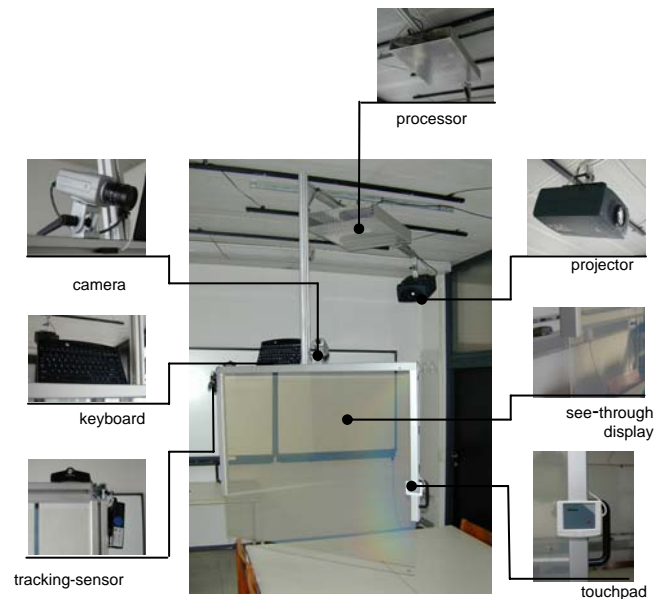 processor
camera
projector
keyboard
see-through
display
tracking-sensor
touchpad